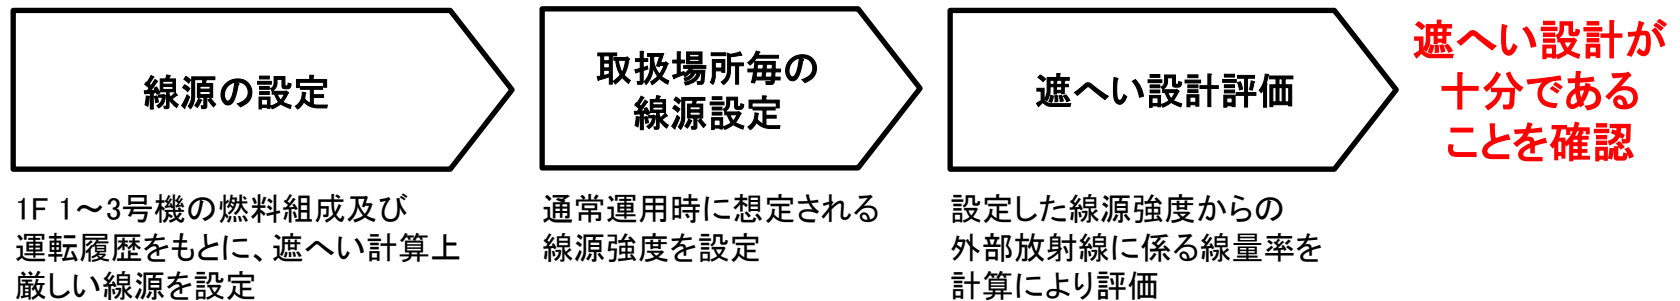 線源の設定
1F 1～3号機の燃料組成及び
運転履歴をもとに、遮へい計算上
厳しい線源を設定
取扱場所毎の
線源設定
通常運用時に想定される
線源強度を設定
遮へい設計評価
設定した線源強度からの
外部放射線に係る線量率を
計算により評価
遮へい設計が
十分である
ことを確認